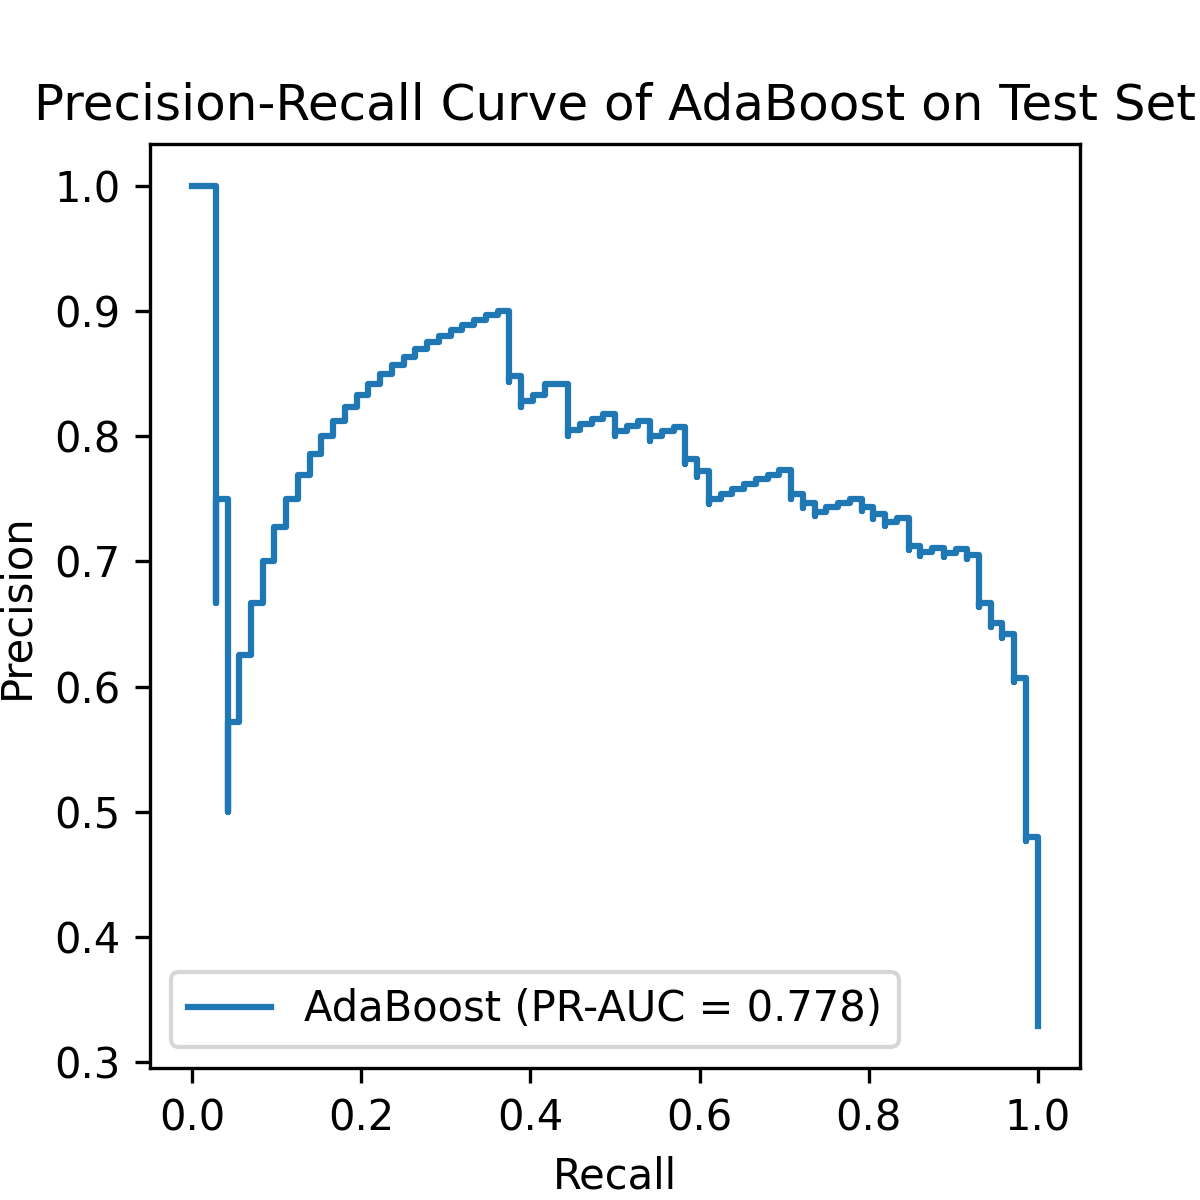 Precision-Recall Curve of AdaBoost on Test Set
1.0
0.9
0.8
0.7
0.6
0.5
0.4
0.3
Precision
AdaBoost (PR-AUC = 0.778)
0.0 0.2 0.4 0.6 0.8 1.0
Recall